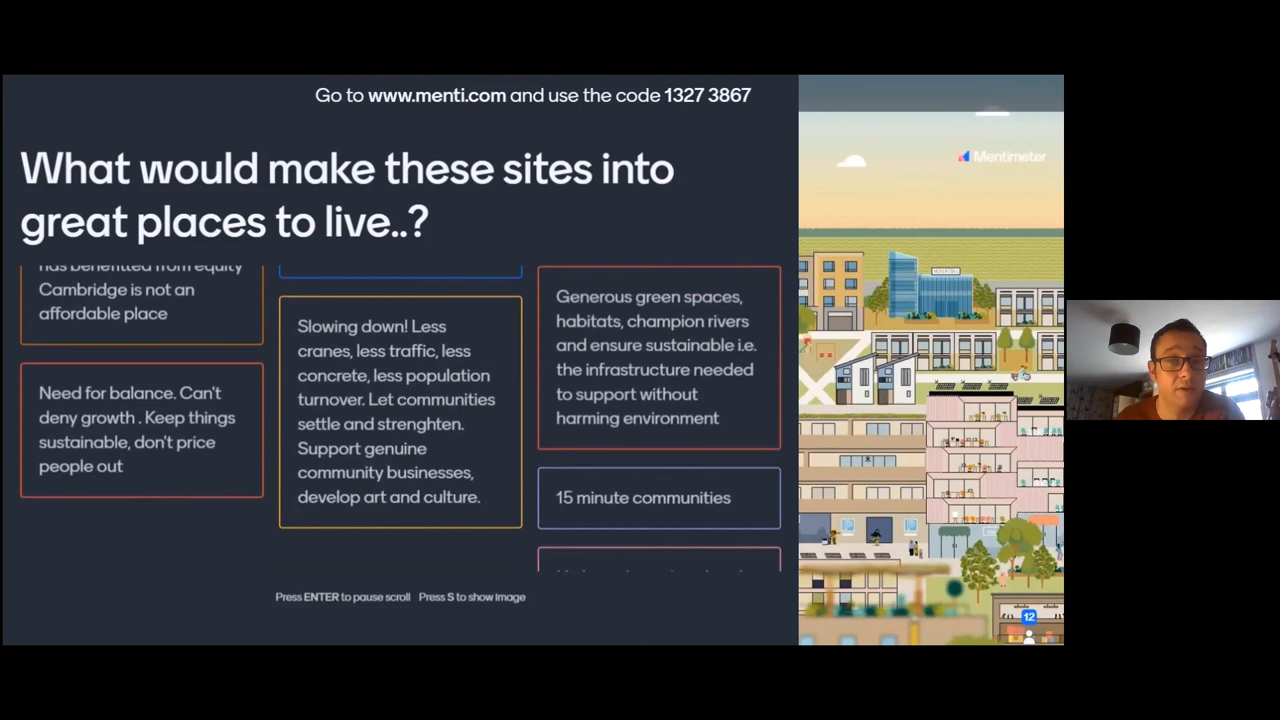 Go to www.menti.com and use the code 1327 3867
Mentimeter
What would make these sites into
great places to live..?
has benefitted from equity
Cambridge is not an
affordable place
Need for balance. Can't
deny growth . Keep things
sustainable, don't price
people out
Slowing down! Less
cranes, less traffic, less
concrete, less population
turnover. Let communities
settle and strenghten.
Support genuine
community businesses,
develop art and culture.
Generous green spaces,
habitats, champion rivers
and ensure sustainable i.e.
the infrastructure needed
to support without
harming environment
15 minute communities
HOSPITAL
Press ENTER to pause scroll Press S to show image
12